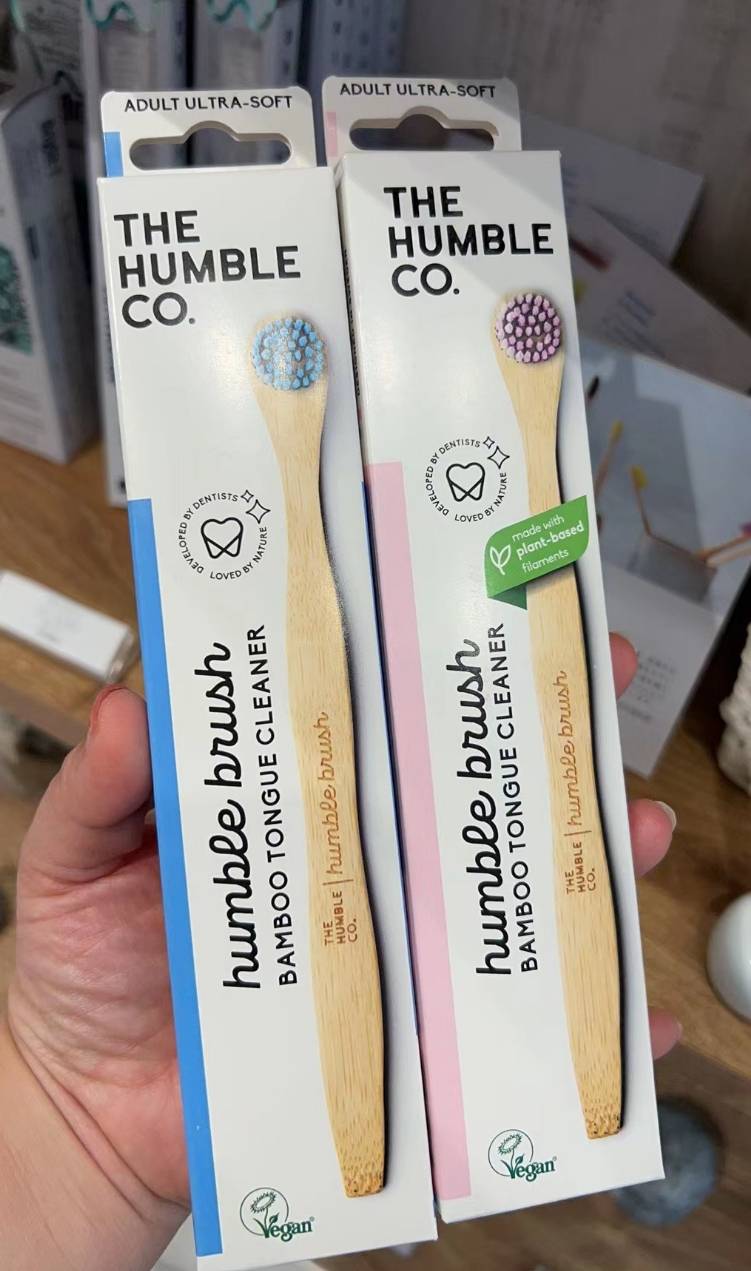 ADULT ULTRA-SOFT
THE
HUMBLE
CO.
DEVELOPED BY DENTISTS
LOVED BY NATURE
humble brush
BAMBOO TONGUE CLEANER
THE
HUMBLE
CO.
humble brush
Vegan
ADULT ULTRA-SOFT
THE
HUMBLE
CO.
DEVELOPED BY DENTISTS
LOVED BY NATURE
made with
plant-based
filaments
humble brush
BAMBOO TONGUE CLEANER
THE
HUMBLE
CO.
humble brush
Vegan